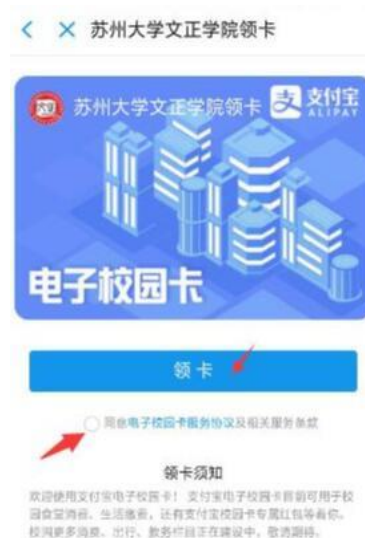 苏州大学文正学院领卡
苏州大学文正学院领卡
支 支付宝
ALIPAY
电子校园卡
领 卡
同意电子校园卡服务协议及相关服务条款
领卡须知
欢迎使用支付宝电子校园卡！支付宝电子校园卡目前可用于校
园食堂消费、生活缴费，还有支付宝校园卡专属红包等着你。
校园更多消费、出行、教务栏目正在建设中，敬请期待。